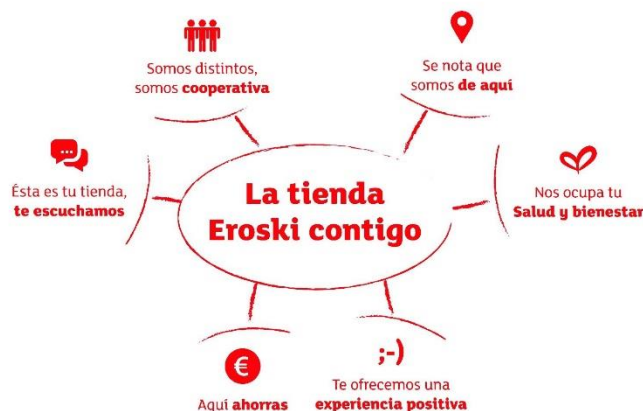 Somos distintos,
somos cooperativa
Se nota que
somos de aquí
Ésta es tu tienda,
te escuchamos
La tienda
Eroski contigo
Nos ocupa tu
Salud y bienestar
€
Aquí ahorras
;-)
Te ofrecemos una
experiencia positiva